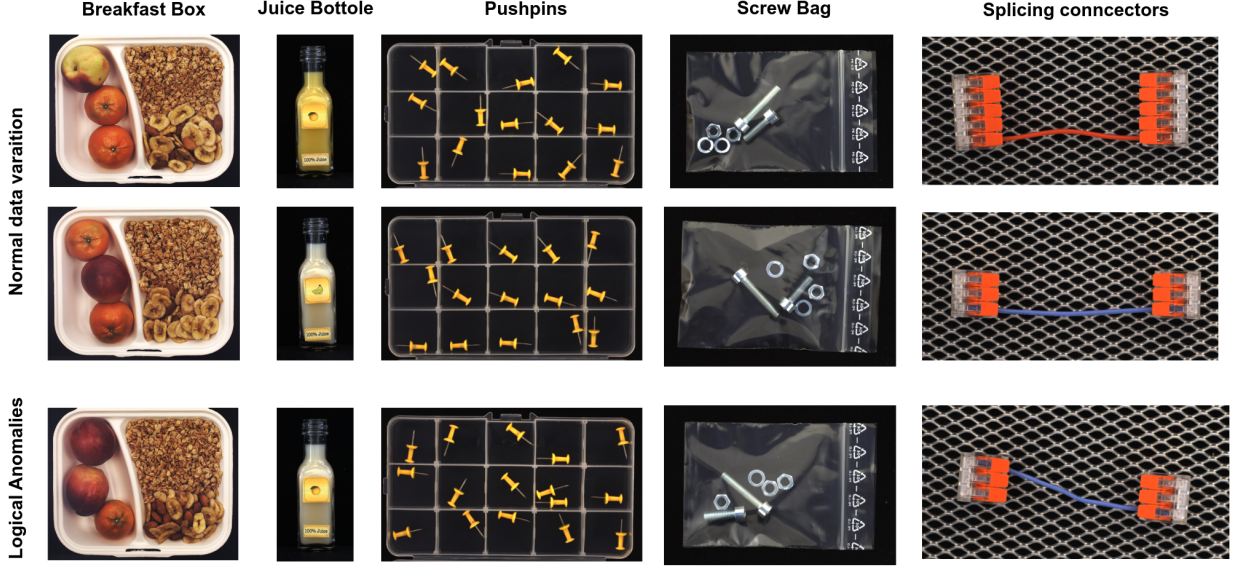 Breakfast Box
Juice Bottole
Pushpins
Screw Bag
Splicing conncectors
Normal data varaition
100% Juice
100% Juice
Logical Anomalies
100% Juice